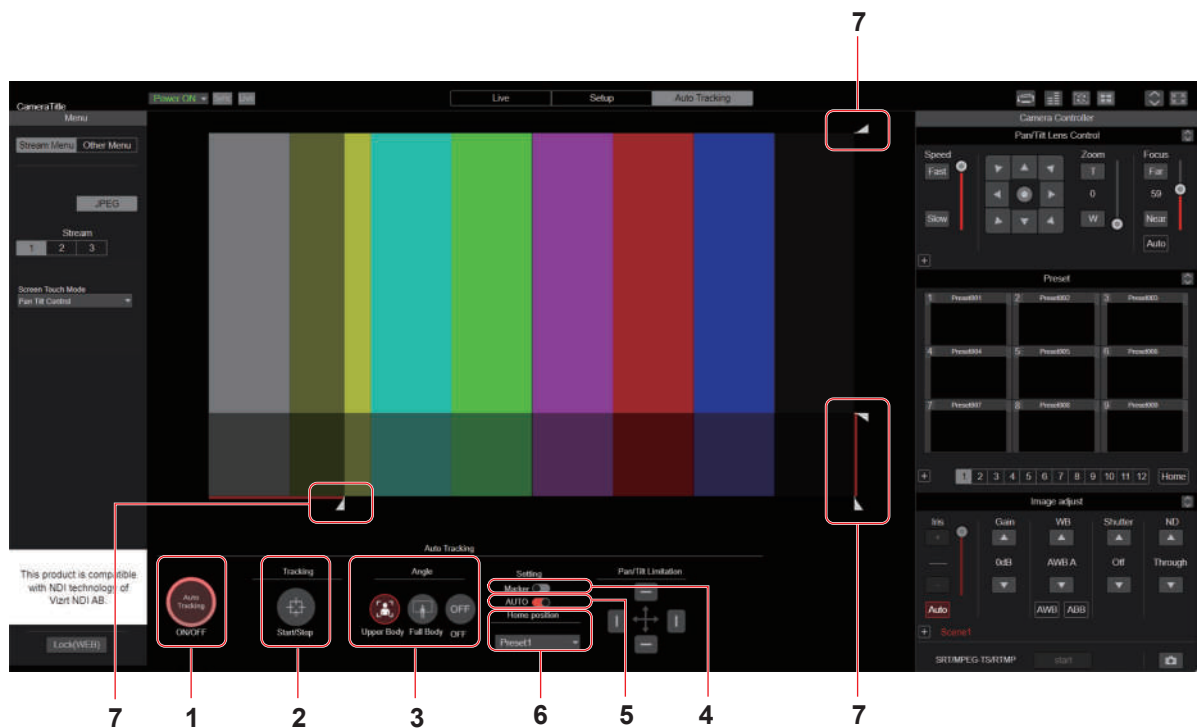 7
CameraTitle
Power ON
Sync
Live
Live
Setup
Auto Tracking
Menu
Stream Menu
Other Menu
JPEG
Stream
1 2 3
Screen Touch Mode
Pan Tilt Control
This product is compatible
with NDI technology of
Vizrt NDI AB.
Lock(WEB)
Auto Tracking
Auto
Tracking
ON/OFF
Tracking
Start/Stop
Angle
Upper Body
Full Body
OFF
OFF
Setting
Marker
AUTO
Home position
Preset1
Pan/Tilt Limitation
Camera Controller
Pan/Tilt Lens Control
Speed
Fast
Slow
Zoom
T
0
W
Focus
Far
59
Near
Auto
+
Preset
1 Preset001
2 Preset002
3 Preset003
4 Preset004
5 Preset005
6 Preset006
7 Preset007
8 Preset008
9 Preset009
+
1 2 3 4 5 6 7 8 9 10 11 12
Home
Image adjust
Iris
+
Auto
Gain
0dB
WB
AWB A
AWB
ABB
Shutter
Off
ND
Through
+
Scene1
SRT/MPEG-TS/RTMP
start
7
1
2
3
6
5
4
7